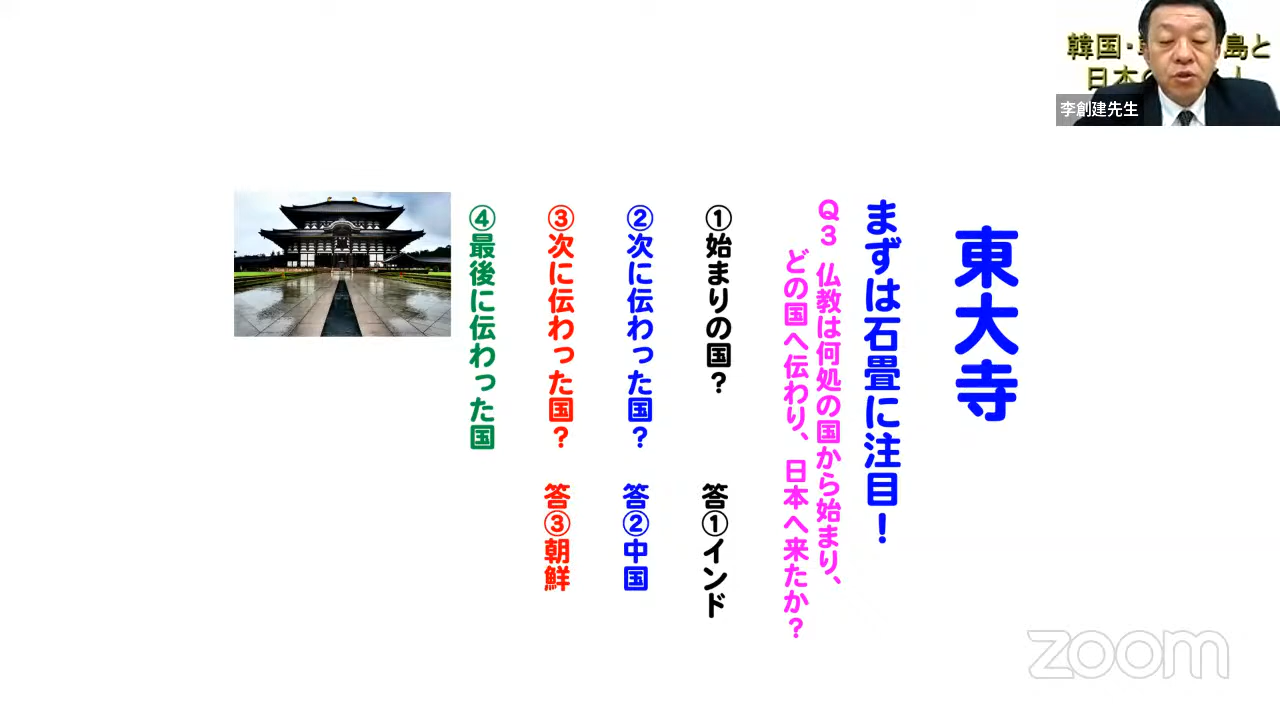 東大寺
まずは石畳に注目!
Q3 仏教は何処の国から始まり、
どの国へ伝わり、日本へ来たか?
①始まりの国?
答①インド
②次に伝わった国?
答②中国
③次に伝わった国?
答③朝鮮
④最後に伝わった国
韓国・
島と
日本
李創建先生
zoom